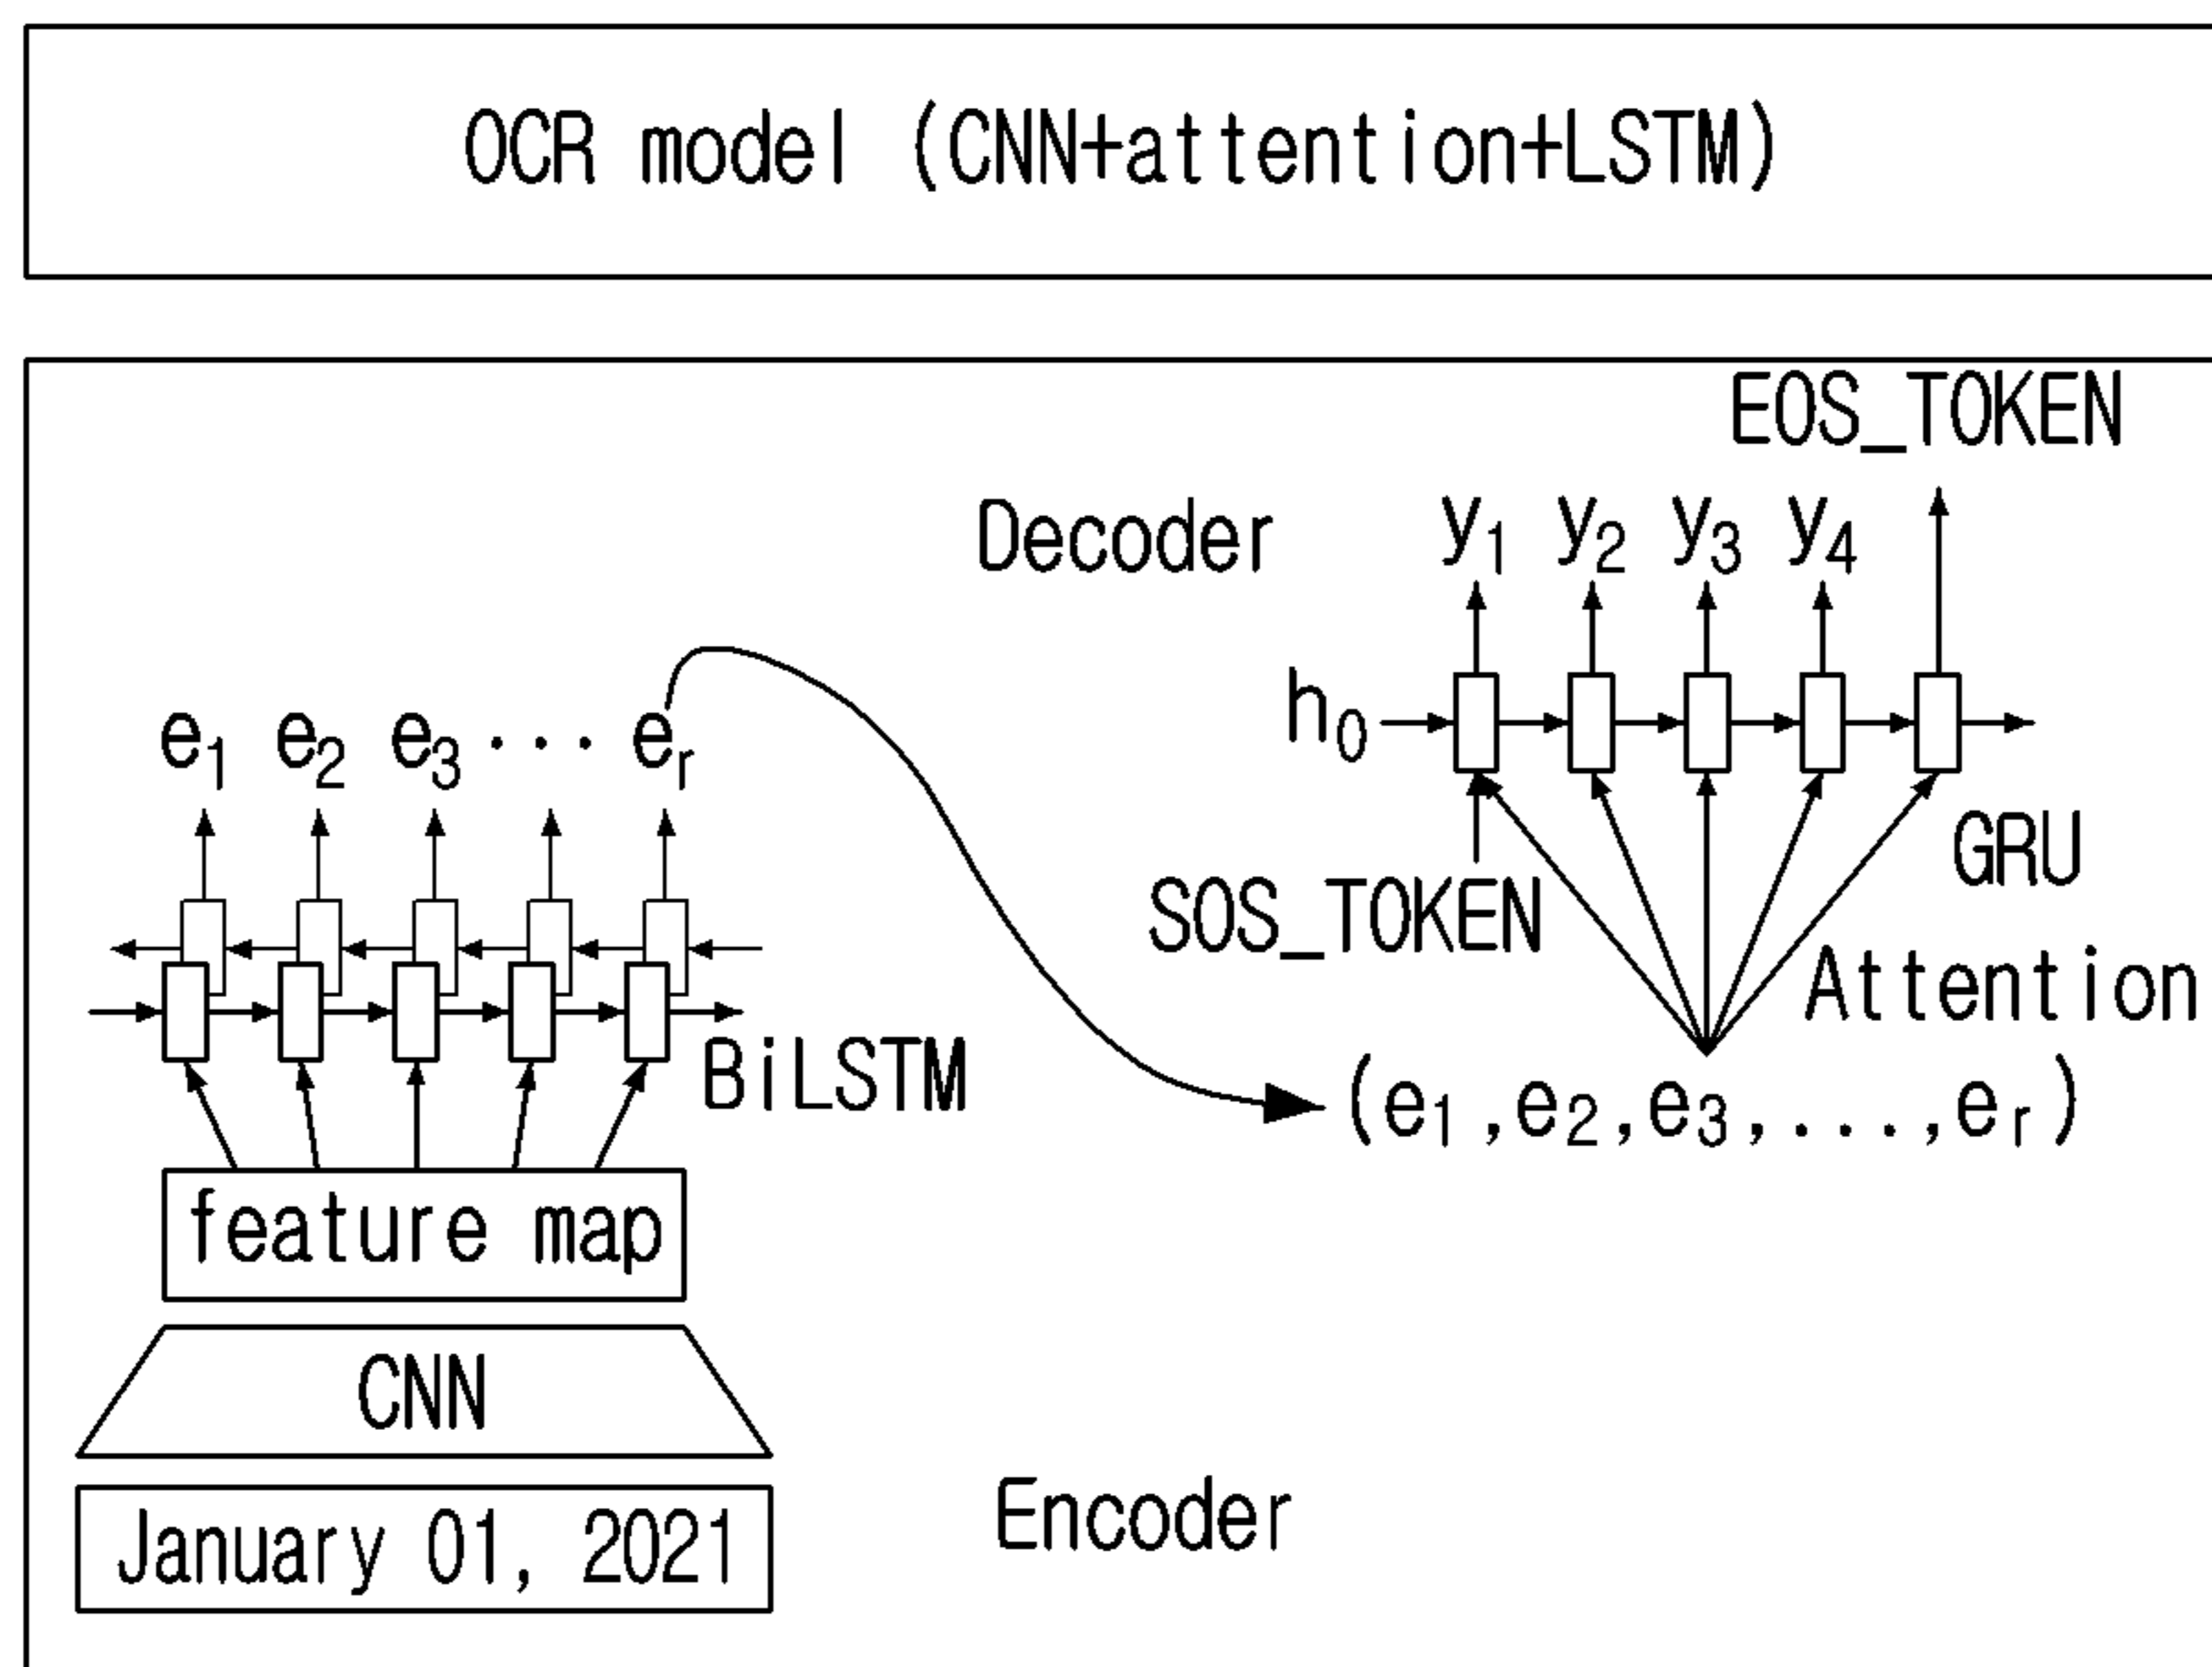 OCR model (CNN+attention+LSTM)
EOS_TOKEN
Decoder
y1 y2 y3 y4
h0
e1 e2 e3 ... er
GRU
SOS_TOKEN
Attention
BiLSTM
(e1,e2,e3,...,er)
feature map
CNN
Encoder
January 01, 2021